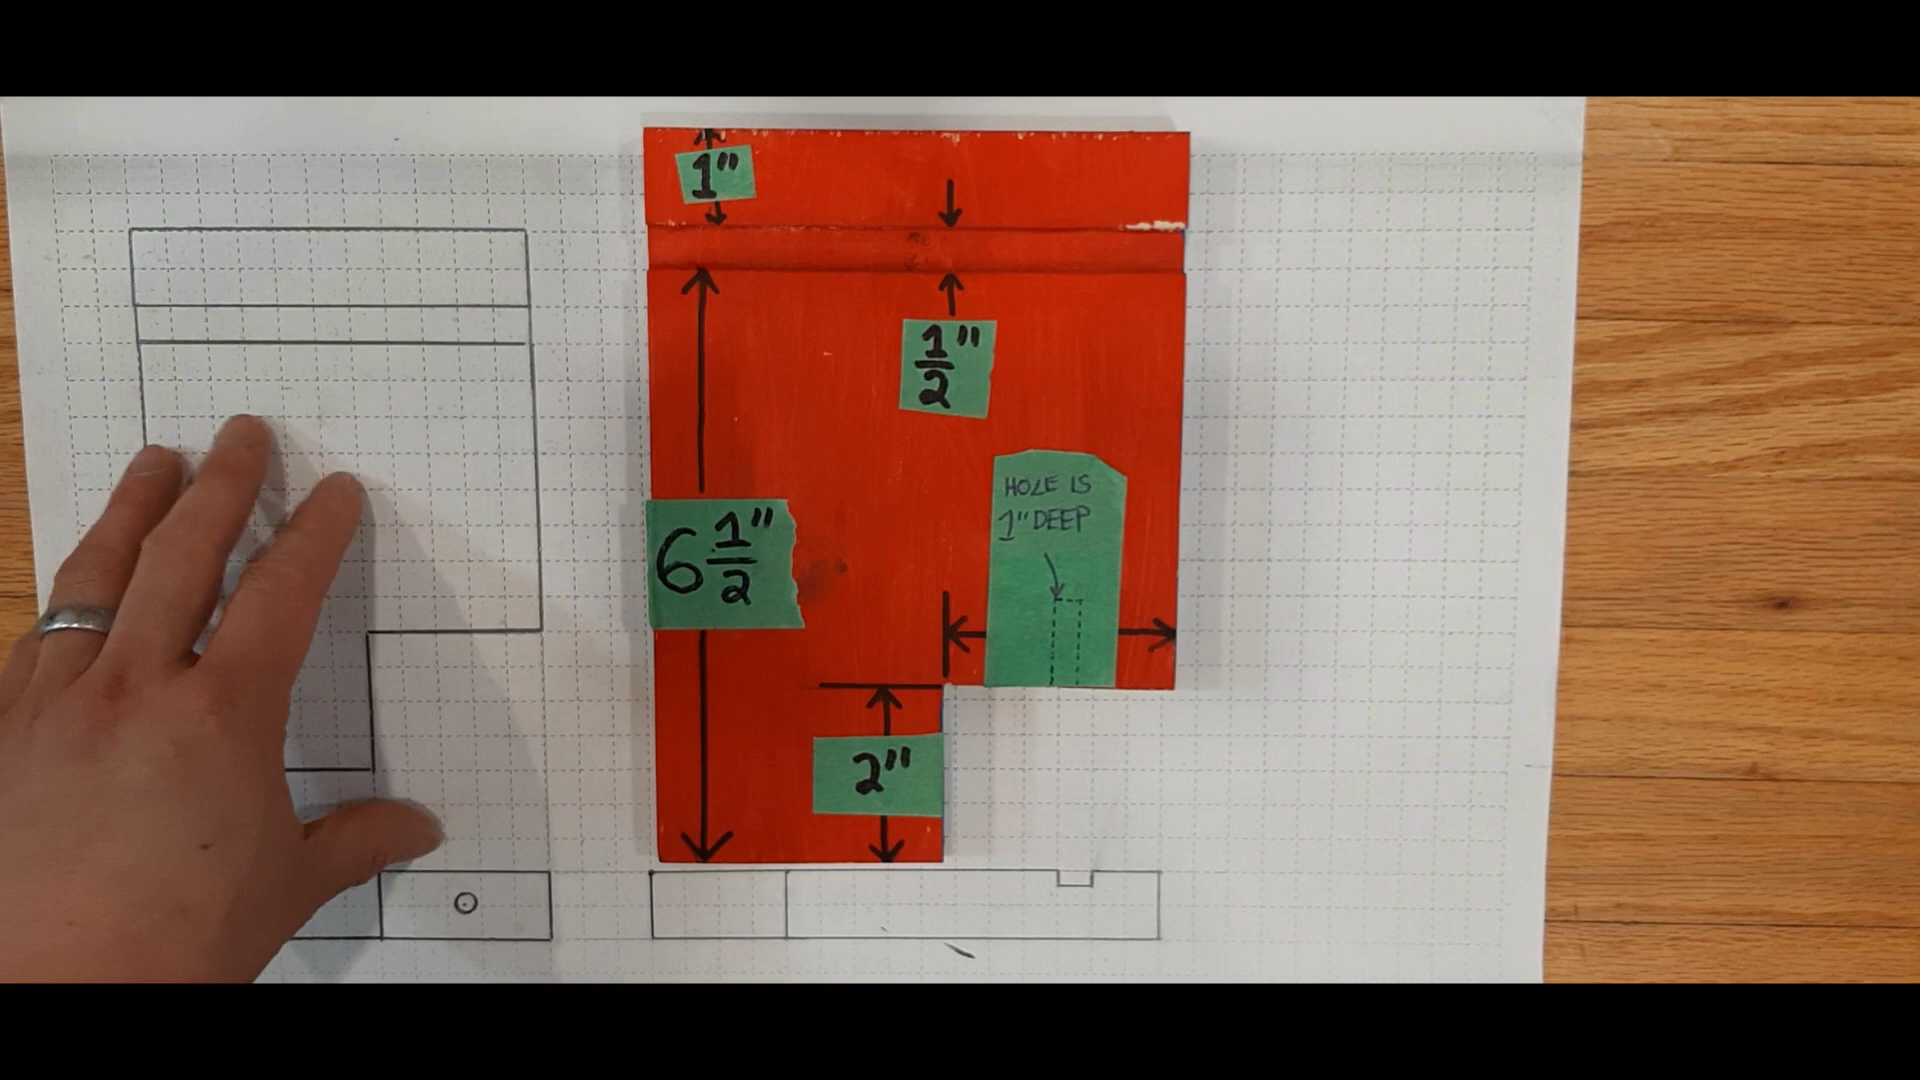 1"
1/2"
HOLE IS
1" DEEP
6 1/2"
2"